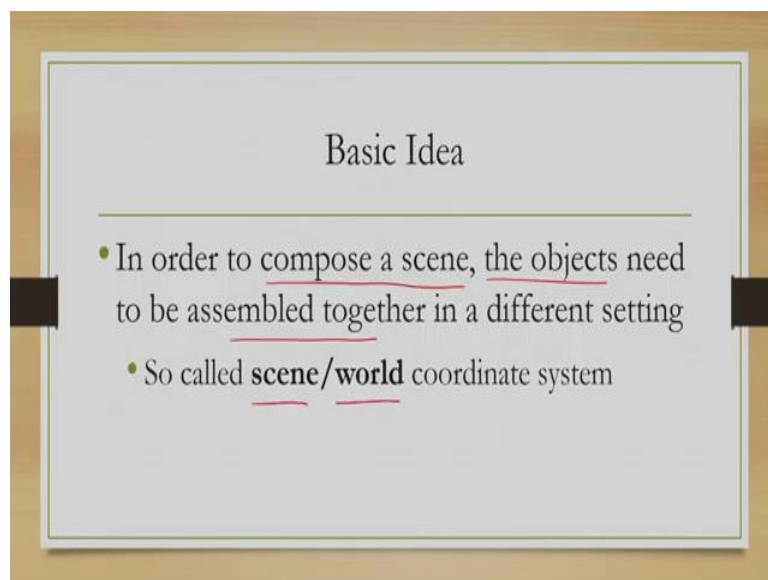 Basic Idea
• In order to compose a scene, the objects need
to be assembled together in a different setting
• So called scene/world coordinate system